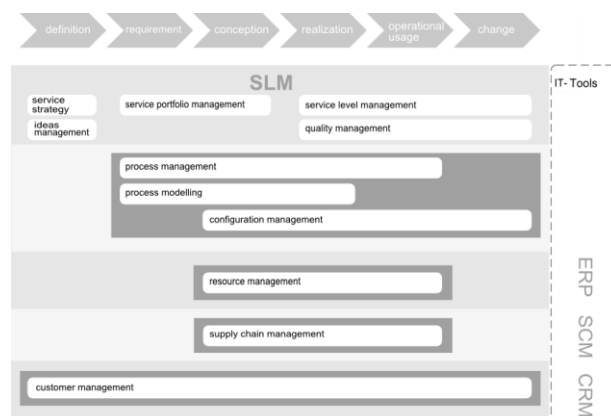 definition
requirement
conception
realization
operational
usage
change
SLM
IT- Tools
service
strategy
service portfolio management
service level management
ideas
management
quality management
process management
process modelling
configuration management
resource management
supply chain management
customer management
ERP
SCM
CRM